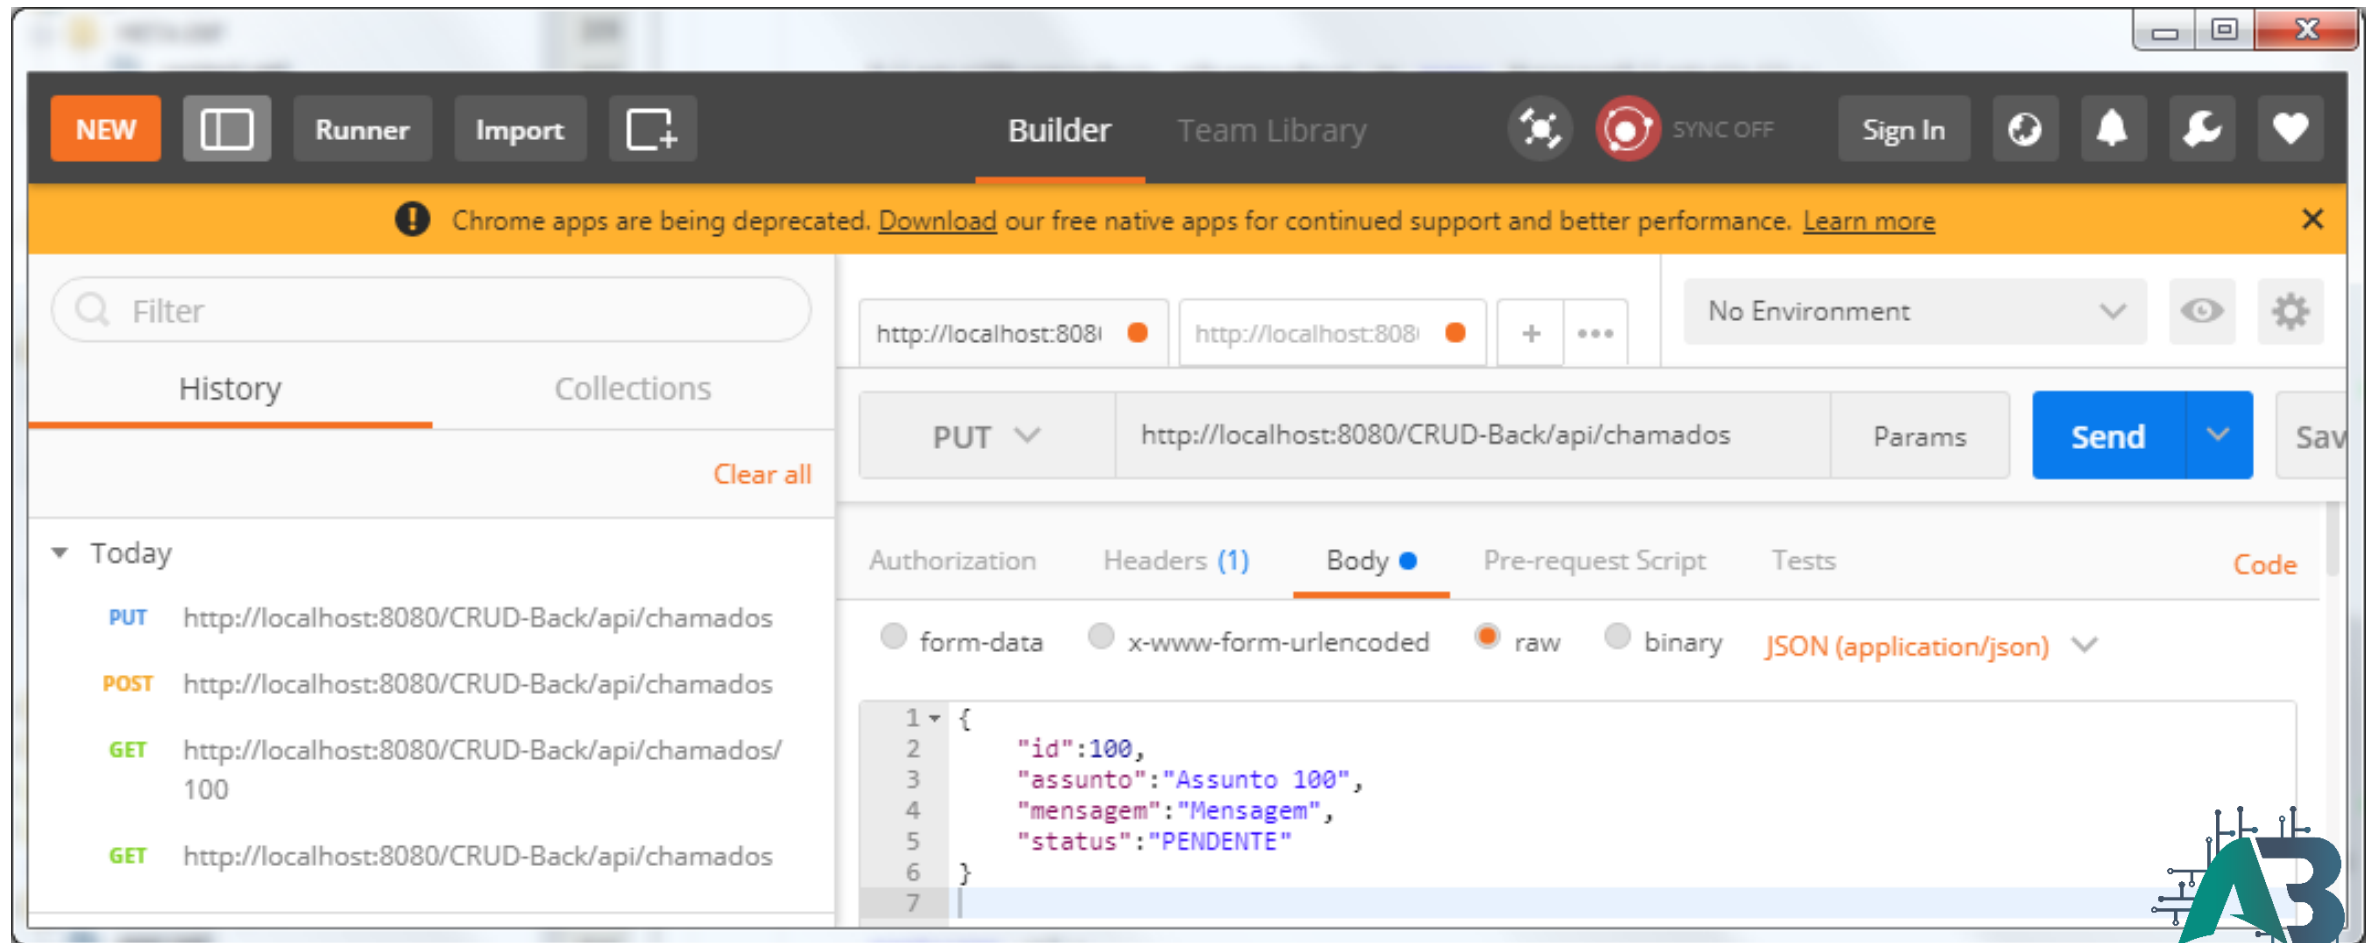 NEW Runner Import Builder Team Library SYNC OFF Sign In
Chrome apps are being deprecated. Download our free native apps for continued support and better performance. Learn more
Filter
History Collections
Clear all
Today
PUT http://localhost:8080/CRUD-Back/api/chamados
POST http://localhost:8080/CRUD-Back/api/chamados
GET http://localhost:8080/CRUD-Back/api/chamados/
100
GET http://localhost:8080/CRUD-Back/api/chamados
http://localhost:808 http://localhost:808 + No Environment
PUT http://localhost:8080/CRUD-Back/api/chamados Params Send Sav
Authorization Headers (1) Body Pre-request Script Tests Code
form-data x-www-form-urlencoded raw binary JSON (application/json)
1 {
2 "id":100,
3 "assunto":"Assunto 100",
4 "mensagem":"Mensagem",
5 "status":"PENDENTE"
6 }
7
AB